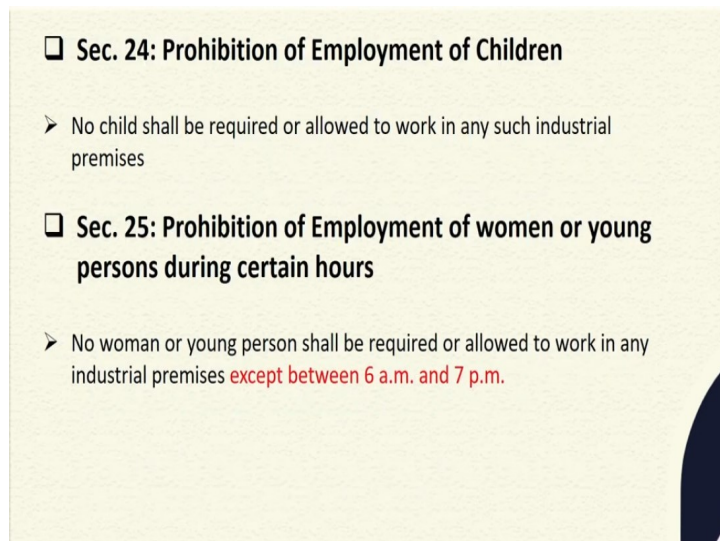 ❑ Sec. 24: Prohibition of Employment of Children
➢ No child shall be required or allowed to work in any such industrial
premises
❑ Sec. 25: Prohibition of Employment of women or young
persons during certain hours
➢ No woman or young person shall be required or allowed to work in any
industrial premises except between 6 a.m. and 7 p.m.